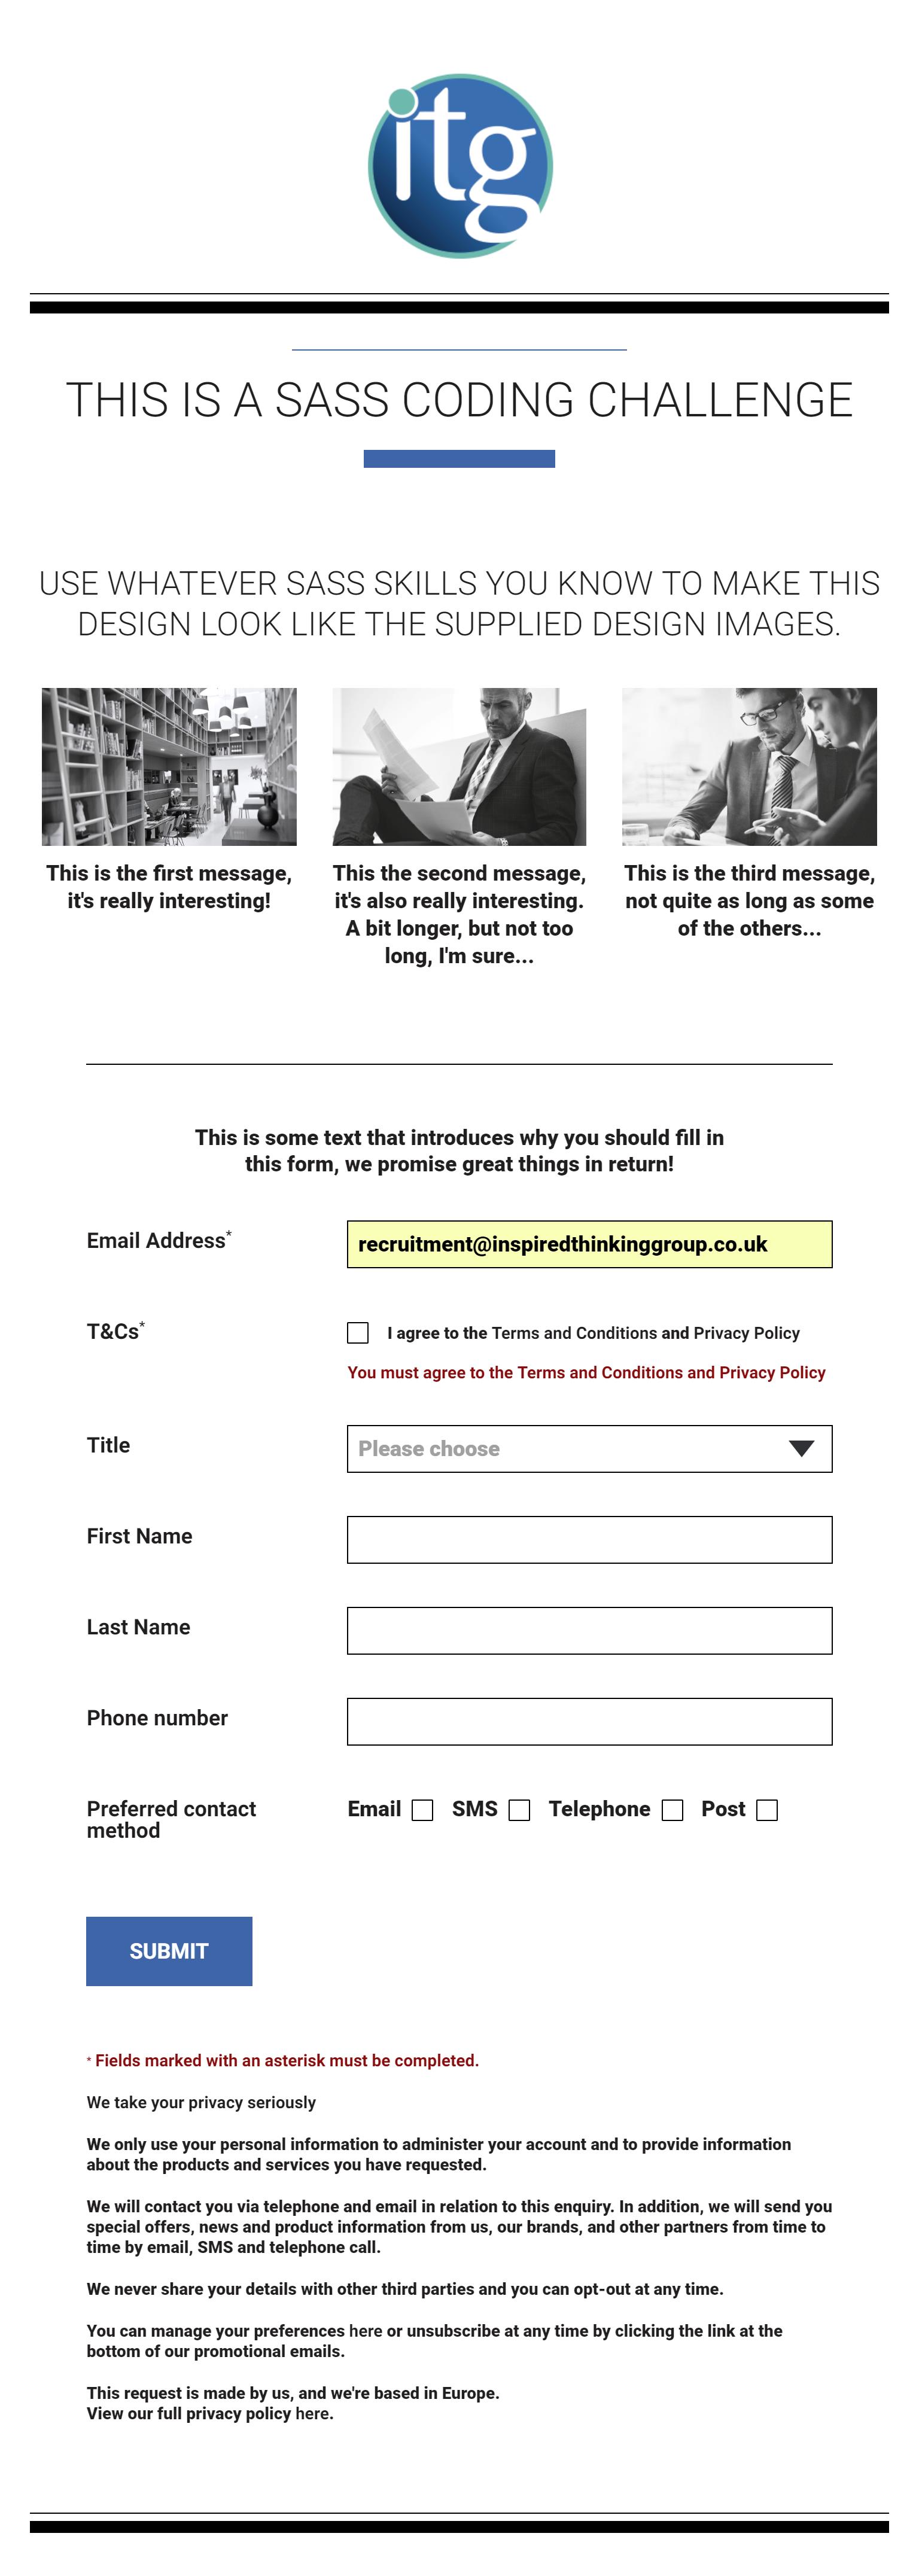 itg
THIS IS A SASS CODING CHALLENGE
USE WHATEVER SASS SKILLS YOU KNOW TO MAKE THIS
DESIGN LOOK LIKE THE SUPPLIED DESIGN IMAGES.
This is the first message,
it's really interesting!
This the second message,
it's also really interesting.
A bit longer, but not too
long, I'm sure...
This is the third message,
not quite as long as some
of the others...
This is some text that introduces why you should fill in
this form, we promise great things in return!
Email Address*
recruitment@inspiredthinkinggroup.co.uk
T&Cs*
I agree to the Terms and Conditions and Privacy Policy
You must agree to the Terms and Conditions and Privacy Policy
Title
Please choose
First Name
Last Name
Phone number
Preferred contact
method
Email
SMS
Telephone
Post
SUBMIT
* Fields marked with an asterisk must be completed.
We take your privacy seriously
We only use your personal information to administer your account and to provide information
about the products and services you have requested.
We will contact you via telephone and email in relation to this enquiry. In addition, we will send you
special offers, news and product information from us, our brands, and other partners from time to
time by email, SMS and telephone call.
We never share your details with other third parties and you can opt-out at any time.
You can manage your preferences here or unsubscribe at any time by clicking the link at the
bottom of our promotional emails.
This request is made by us, and we're based in Europe.
View our full privacy policy here.